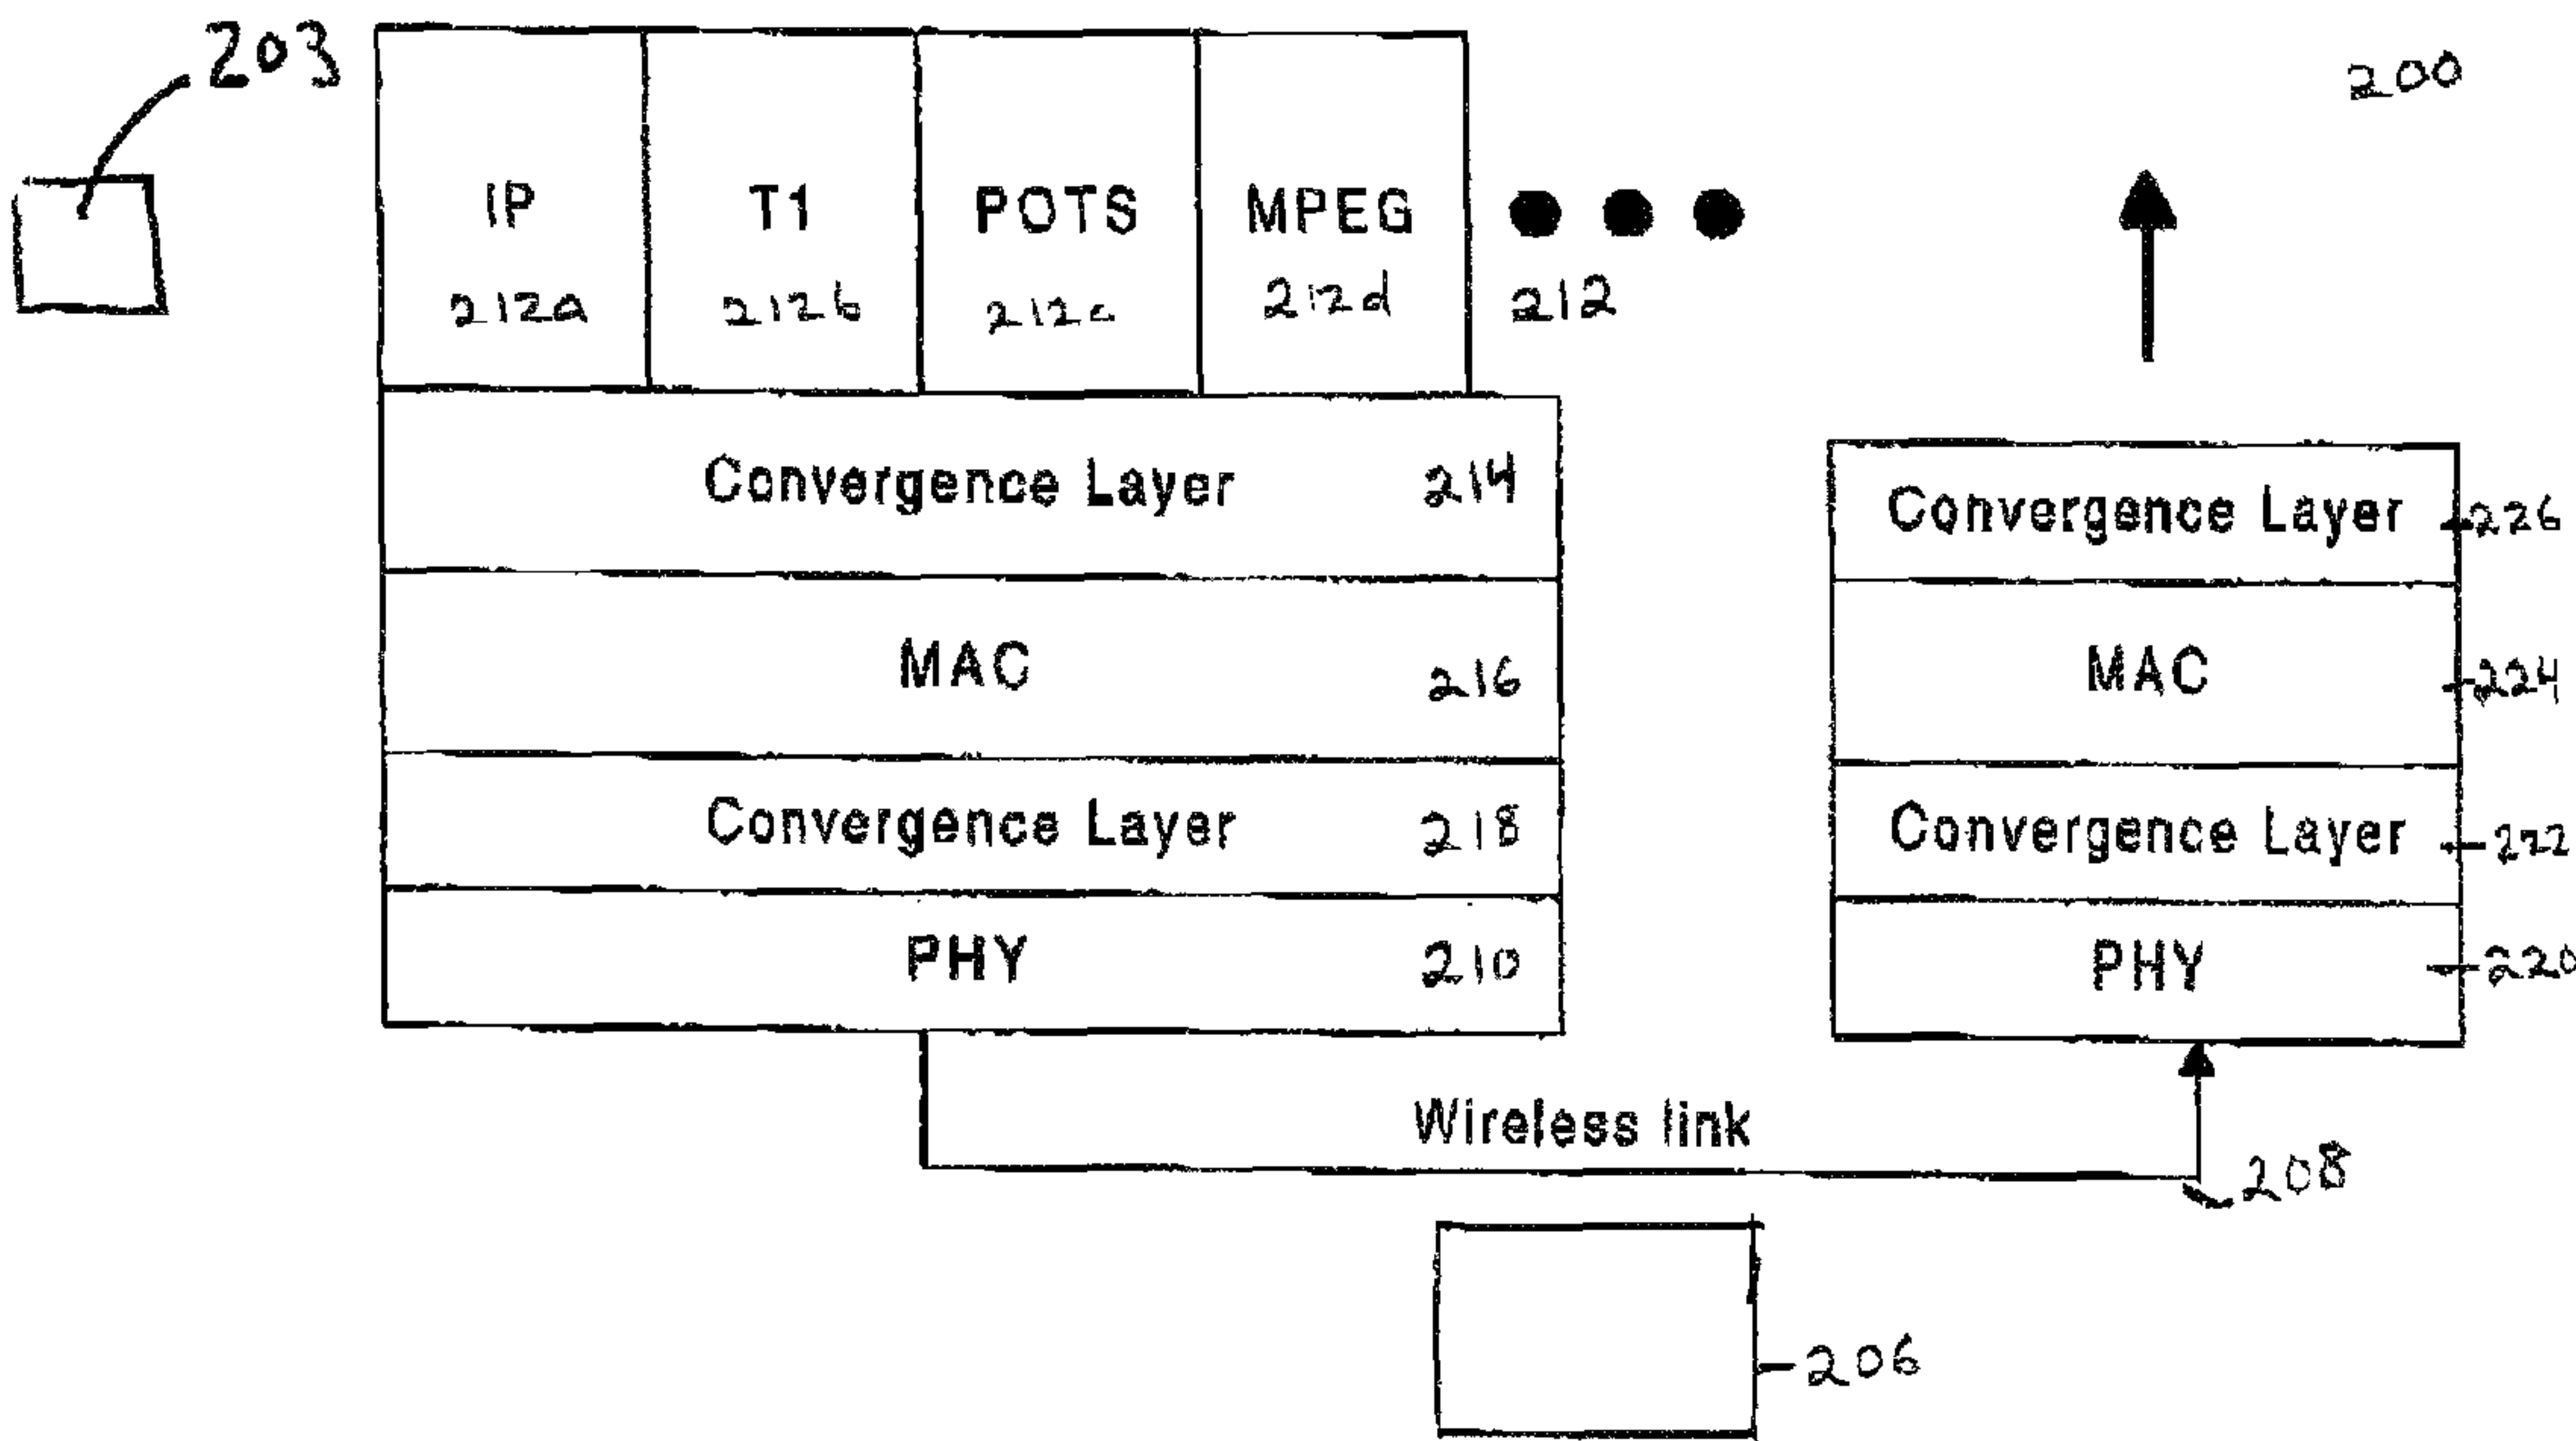 203
200
IP
T1
POTS
MPEG
212a
212b
212c
212d
212
Convergence Layer 214
MAC 216
Convergence Layer 218
PHY 210
Convergence Layer 226
MAC 224
Convergence Layer 222
PHY 220
Wireless link
208
206